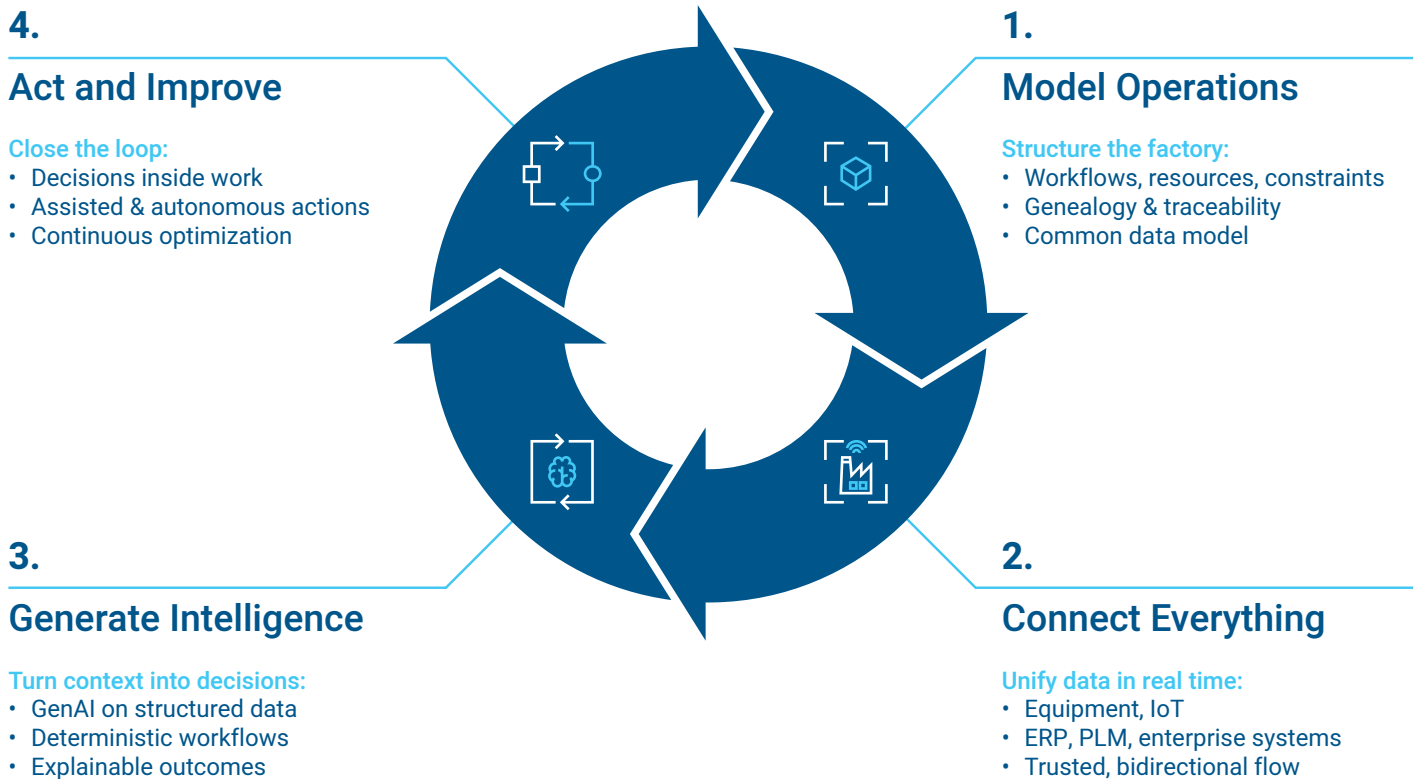 1.
Model Operations
Structure the factory:
• Workflows, resources, constraints
• Genealogy & traceability
• Common data model
2.
Connect Everything
Unify data in real time:
• Equipment, IoT
• ERP, PLM, enterprise systems
• Trusted, bidirectional flow
3.
Generate Intelligence
Turn context into decisions:
• GenAI on structured data
• Deterministic workflows
• Explainable outcomes
4.
Act and Improve
Close the loop:
• Decisions inside work
• Assisted & autonomous actions
• Continuous optimization